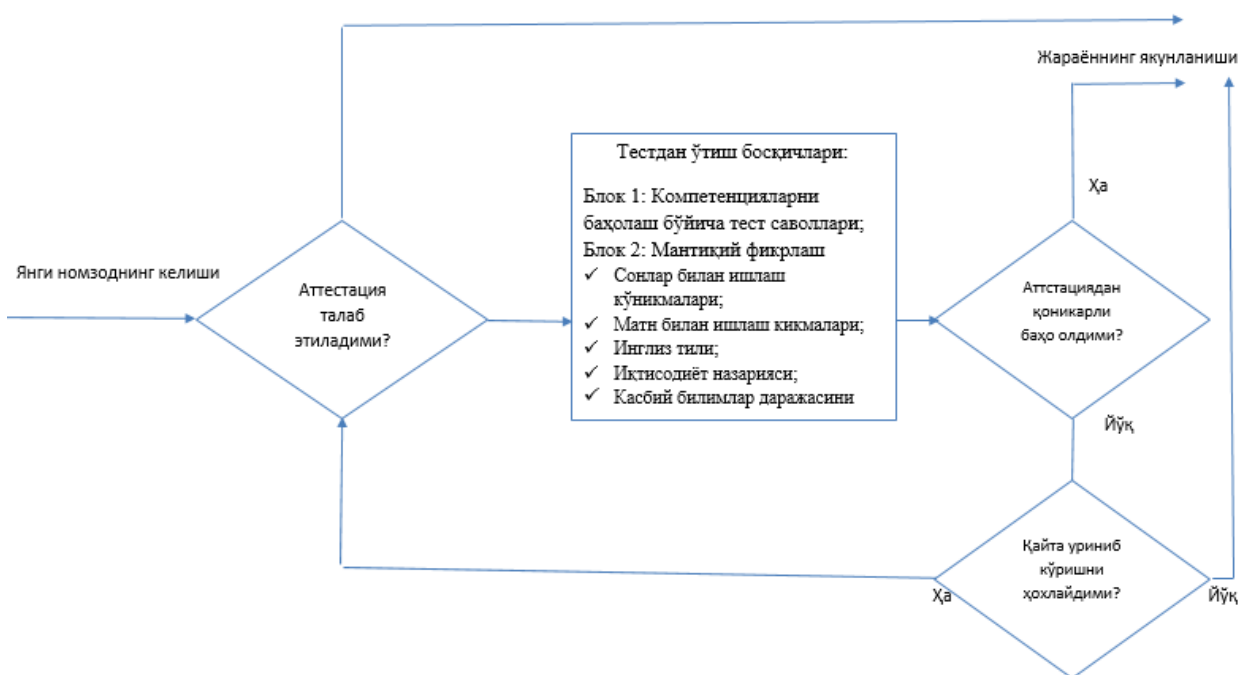 Жараённинг якунланиши
Янги номзоднинг келиши
Аттестация
талаб
этиладими?
Тестдан ўтиш босқичлари:
Блок 1: Компетенцияларни
баҳолаш бўйича тест саволлари;
Блок 2: Мантиқий фикрлаш
✓ Сонлар билан ишлаш
кўникмалари;
✓ Матн билан ишлаш кикмалари;
✓ Инглиз тили;
✓ Иқтисодиёт назарияси;
✓ Касбий билимлар даражасини
Ҳа
Аттстациядан
қоникарли
баҳо олдими?
Йўқ
Қайта уриниб
кўришни
ҳохлайдими?
Ҳа
Йўқ